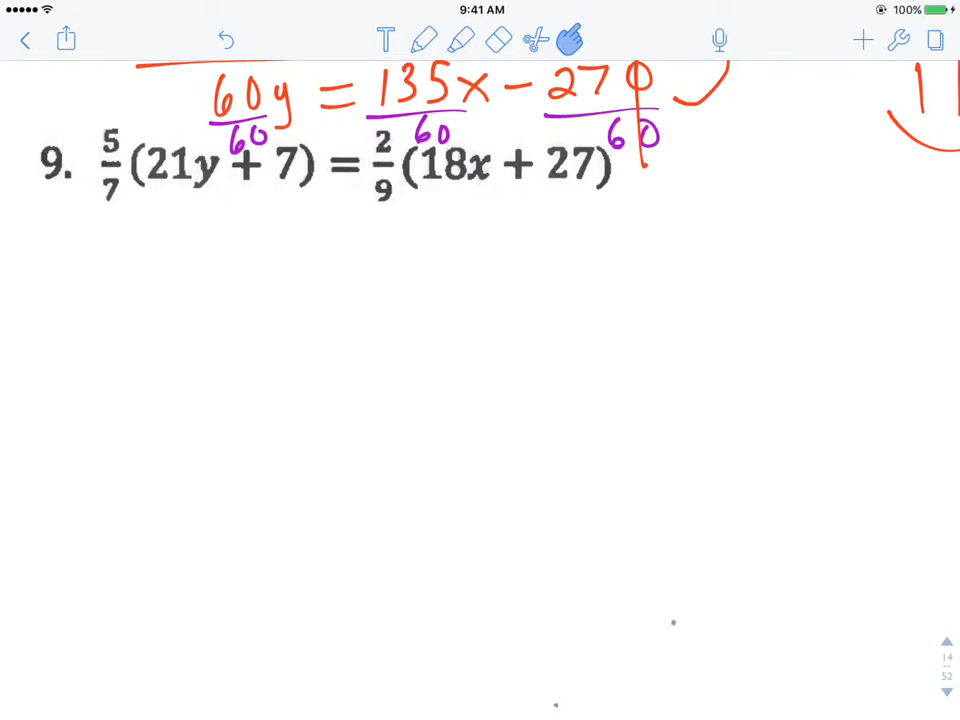 9:41 AM
100%
T
60y = 135x - 270
60 60 60
9. 5/7 (21y + 7) = 2/9 (18x + 27)
14
52